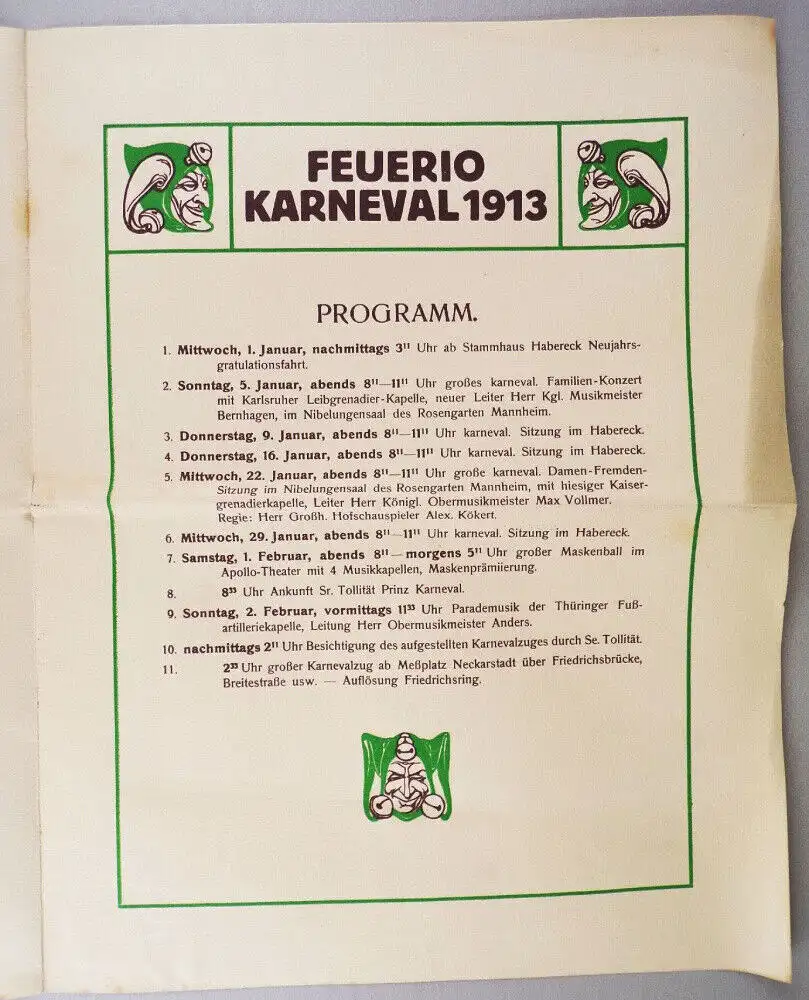 FEUERIO
KARNEVAL 1913
PROGRAMM.
1. Mittwoch, 1. Januar, nachmittags 3¹¹ Uhr ab Stammhaus Habereck Neujahrs-
gratulationsfahrt.
2. Sonntag, 5. Januar, abends 8¹¹—11¹¹ Uhr großes karneval. Familien-Konzert
mit Karlsruher Leibgrenadier-Kapelle, neuer Leiter Herr Kgl. Musikmeister
Bernhagen, im Nibelungensaal des Rosengarten Mannheim.
3. Donnerstag, 9. Januar, abends 8¹¹—11¹¹ Uhr karneval. Sitzung im Habereck.
4. Donnerstag, 16. Januar, abends 8¹¹—11¹¹ Uhr karneval. Sitzung im Habereck.
5. Mittwoch, 22. Januar, abends 8¹¹—11¹¹ Uhr große karneval. Damen-Fremden-
Sitzung im Nibelungensaal des Rosengarten Mannheim, mit hiesiger Kaiser-
grenadierkapelle, Leiter Herr Königl. Obermusikmeister Max Vollmer.
Regie: Herr Großh. Hofschauspieler Alex. Kökert.
6. Mittwoch, 29. Januar, abends 8¹¹—11¹¹ Uhr karneval. Sitzung im Habereck.
7. Samstag, 1. Februar, abends 8¹¹—morgens 5¹¹ Uhr großer Maskenball im
Apollo-Theater mit 4 Musikkapellen, Maskenprämiierung.
8. 8³³ Uhr Ankunft Sr. Tollität Prinz Karneval.
9. Sonntag, 2. Februar, vormittags 11³³ Uhr Parademusik der Thüringer Fuß-
artilleriekapelle, Leitung Herr Obermusikmeister Anders.
10. nachmittags 2¹¹ Uhr Besichtigung des aufgestellten Karnevalzuges durch Se. Tollität.
11. 2³³ Uhr großer Karnevalzug ab Meßplatz Neckarstadt über Friedrichsbrücke,
Breitestraße usw. — Auflösung Friedrichsring.